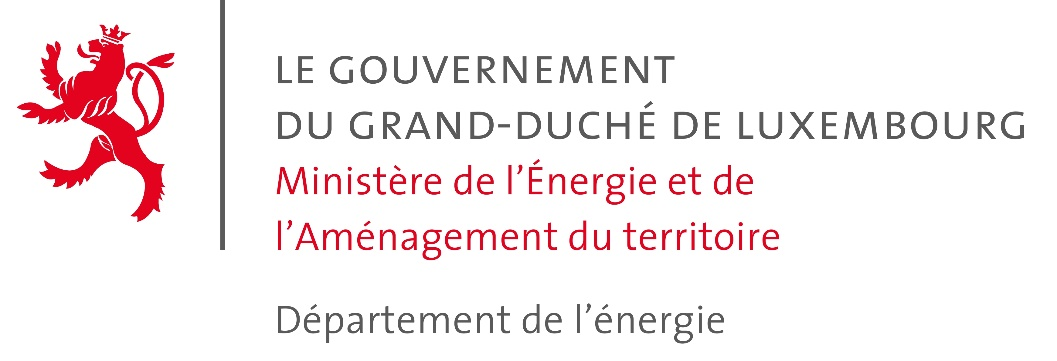 LE GOUVERNEMENT
DU GRAND-DUCHÉ DE LUXEMBOURG
Ministère de l’Énergie et de
l’Aménagement du territoire
Département de l’énergie